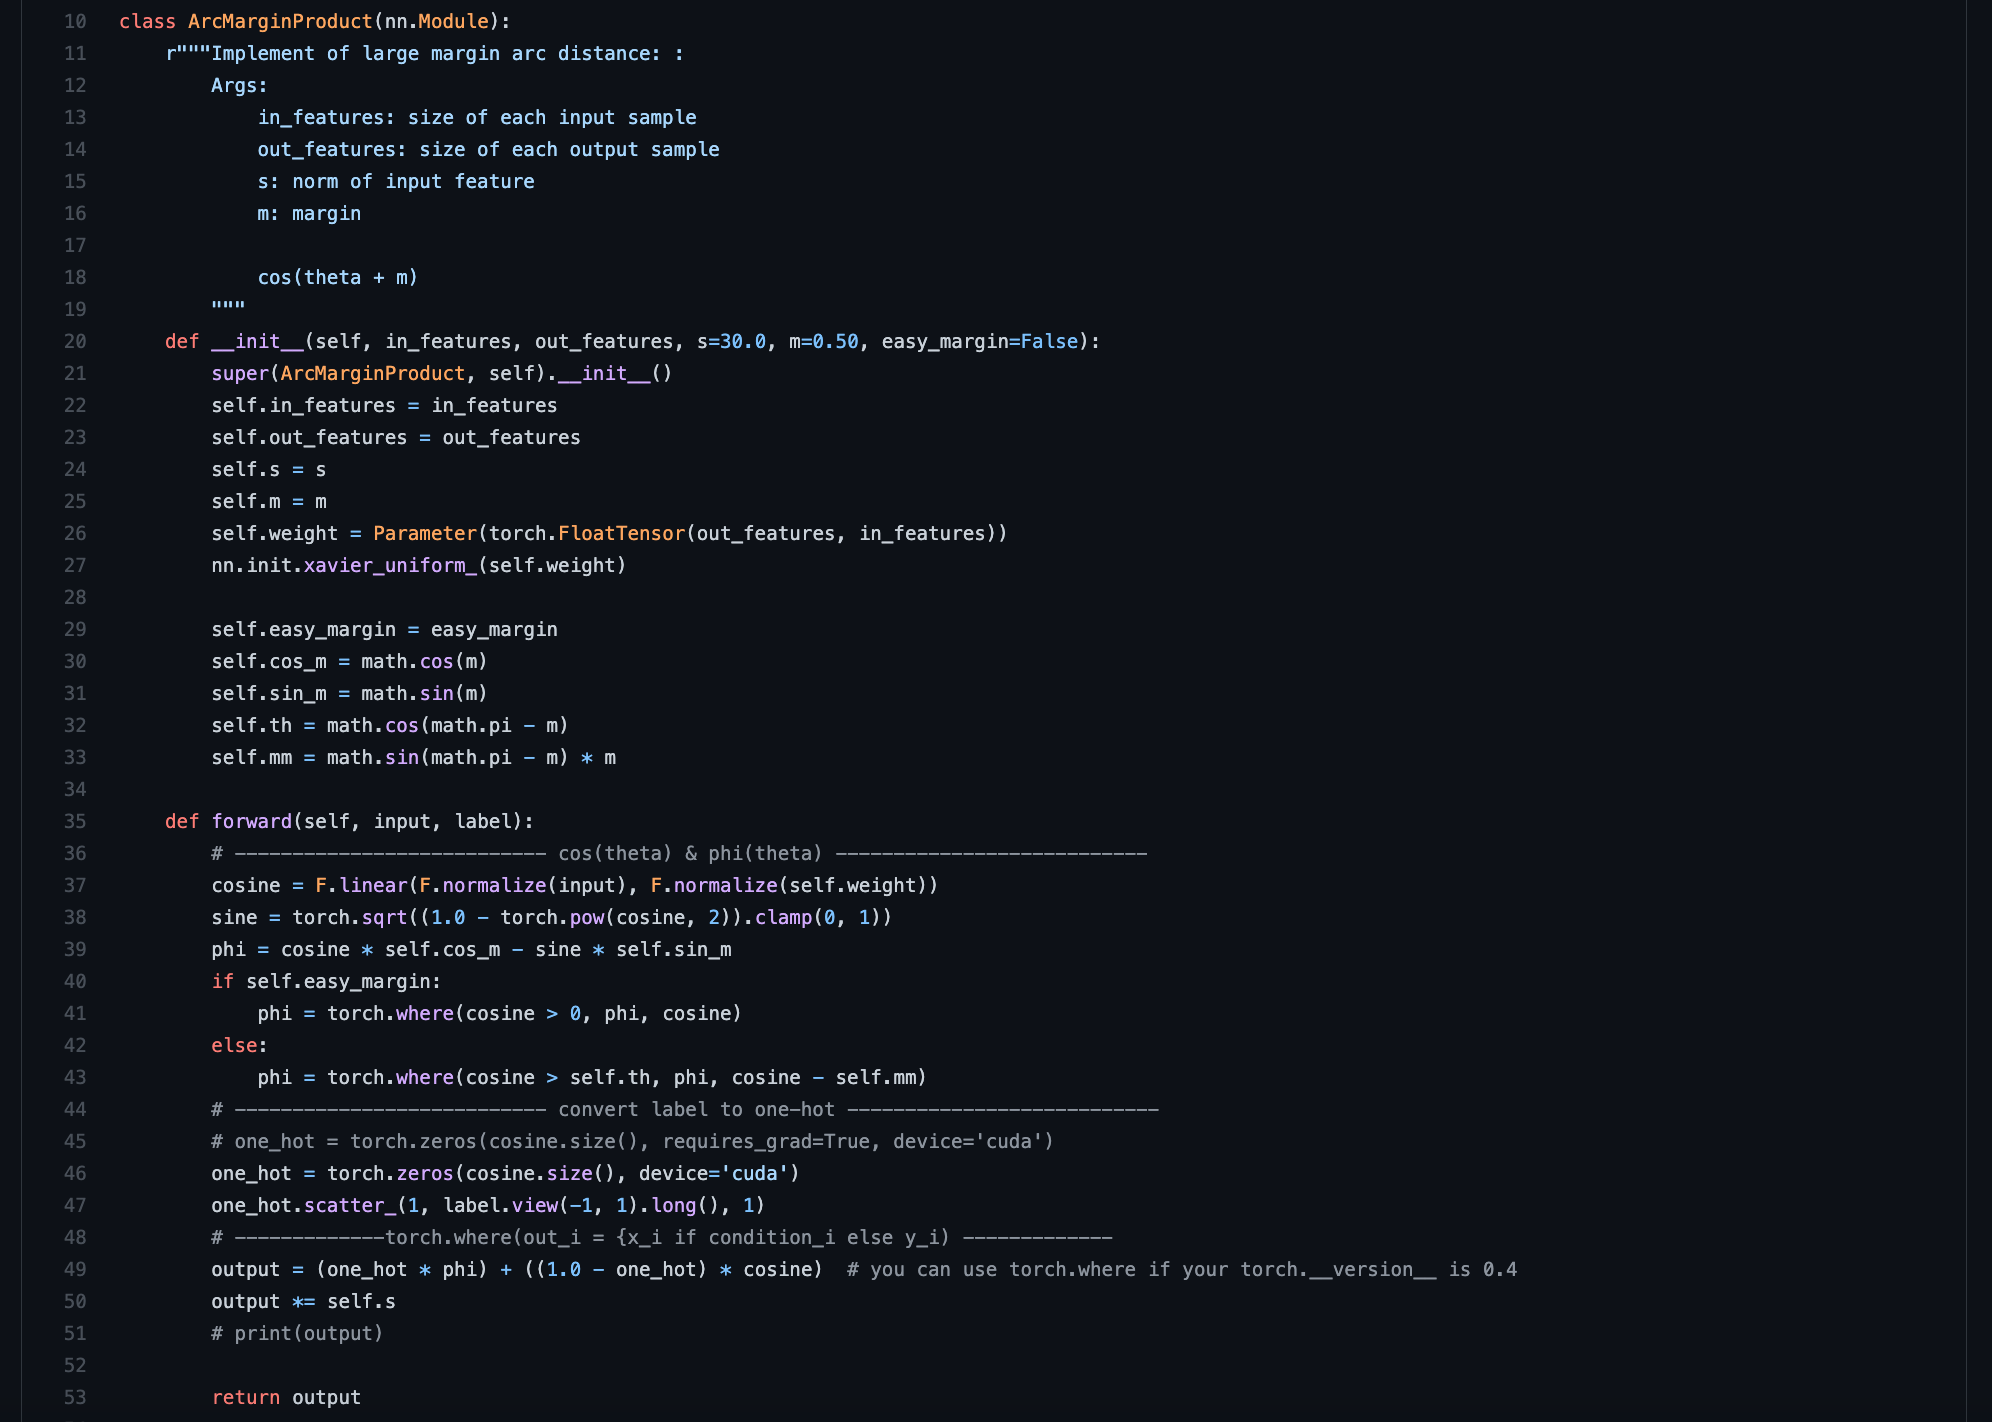 10 class ArcMarginProduct(nn.Module):
11     r"""Implement of large margin arc distance: :
12         Args:
13             in_features: size of each input sample
14             out_features: size of each output sample
15             s: norm of input feature
16             m: margin
17
18             cos(theta + m)
19         """
20     def __init__(self, in_features, out_features, s=30.0, m=0.50, easy_margin=False):
21         super(ArcMarginProduct, self).__init__()
22         self.in_features = in_features
23         self.out_features = out_features
24         self.s = s
25         self.m = m
26         self.weight = Parameter(torch.FloatTensor(out_features, in_features))
27         nn.init.xavier_uniform_(self.weight)
28
29         self.easy_margin = easy_margin
30         self.cos_m = math.cos(m)
31         self.sin_m = math.sin(m)
32         self.th = math.cos(math.pi - m)
33         self.mm = math.sin(math.pi - m) * m
34
35     def forward(self, input, label):
36         # --------------------------- cos(theta) & phi(theta) ---------------------------
37         cosine = F.linear(F.normalize(input), F.normalize(self.weight))
38         sine = torch.sqrt((1.0 - torch.pow(cosine, 2)).clamp(0, 1))
39         phi = cosine * self.cos_m - sine * self.sin_m
40         if self.easy_margin:
41             phi = torch.where(cosine > 0, phi, cosine)
42         else:
43             phi = torch.where(cosine > self.th, phi, cosine - self.mm)
44         # --------------------------- convert label to one-hot ---------------------------
45         # one_hot = torch.zeros(cosine.size(), requires_grad=True, device='cuda')
46         one_hot = torch.zeros(cosine.size(), device='cuda')
47         one_hot.scatter_(1, label.view(-1, 1).long(), 1)
48         # -------------torch.where(out_i = {x_i if condition_i else y_i) -------------
49         output = (one_hot * phi) + ((1.0 - one_hot) * cosine)  # you can use torch.where if your torch.__version__ is 0.4
50         output *= self.s
51         # print(output)
52
53         return output